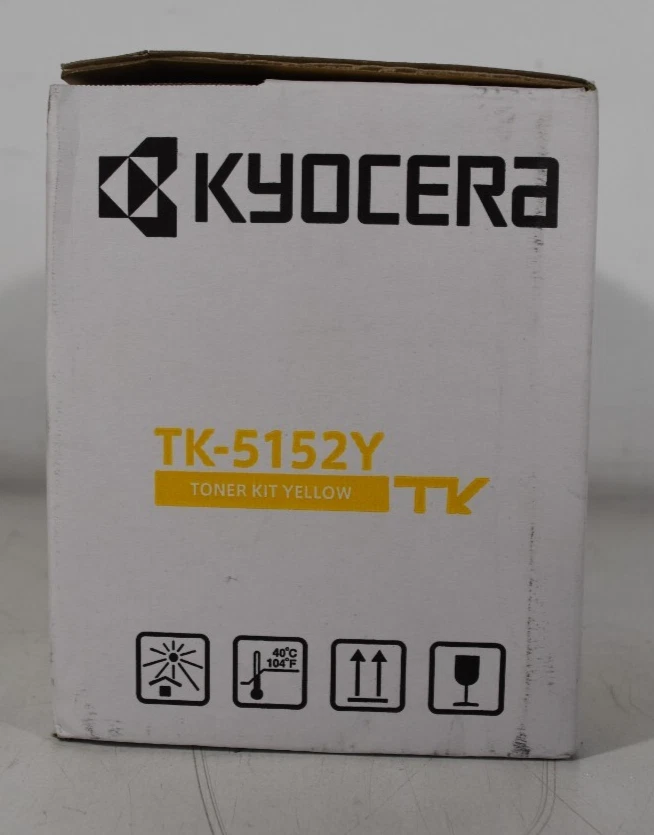 KYOCERA
TK-5152Y
TONER KIT YELLOW TK
40°C
104°F